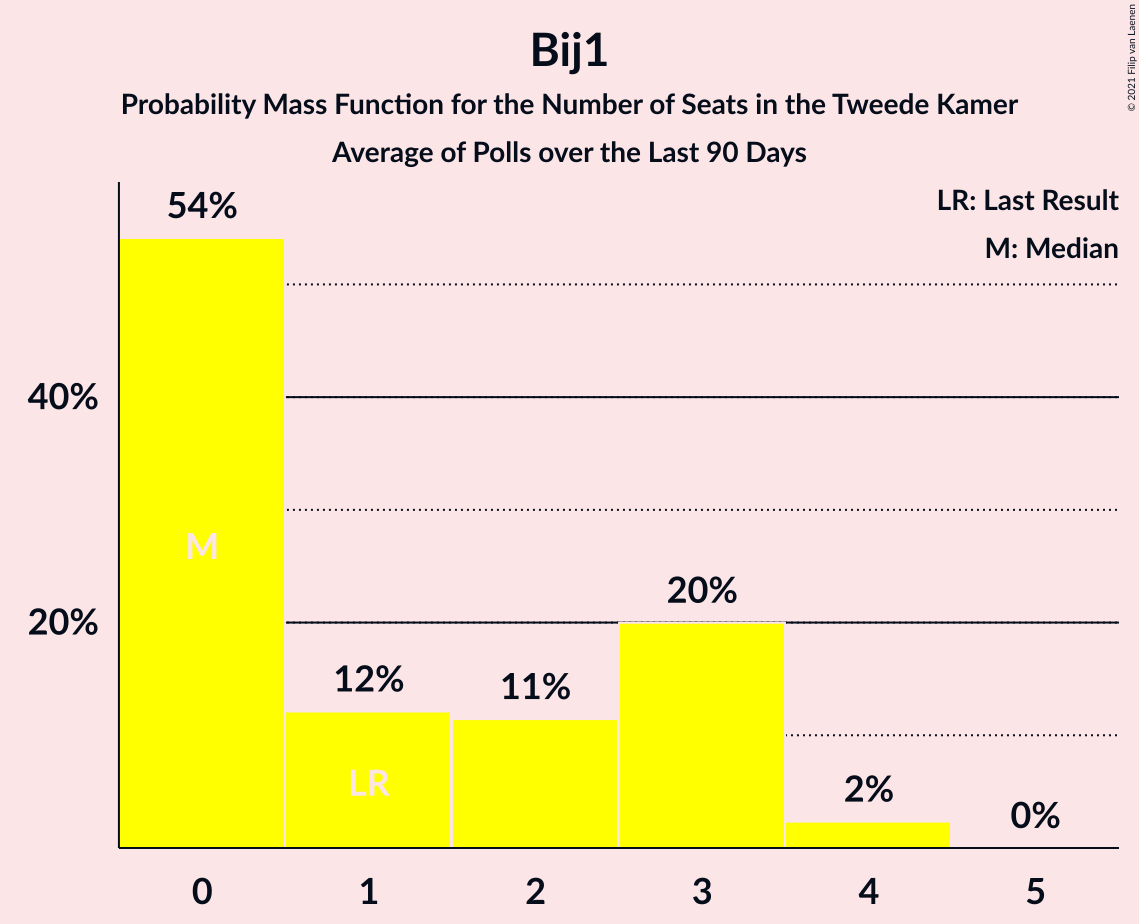 Bij1
Probability Mass Function for the Number of Seats in the Tweede Kamer
Average of Polls over the Last 90 Days
© 2021 Filip van Laenen
LR: Last Result
M: Median
54%
40%
M
20%
20%
12%
11%
LR
2%
0%
0 1 2 3 4 5